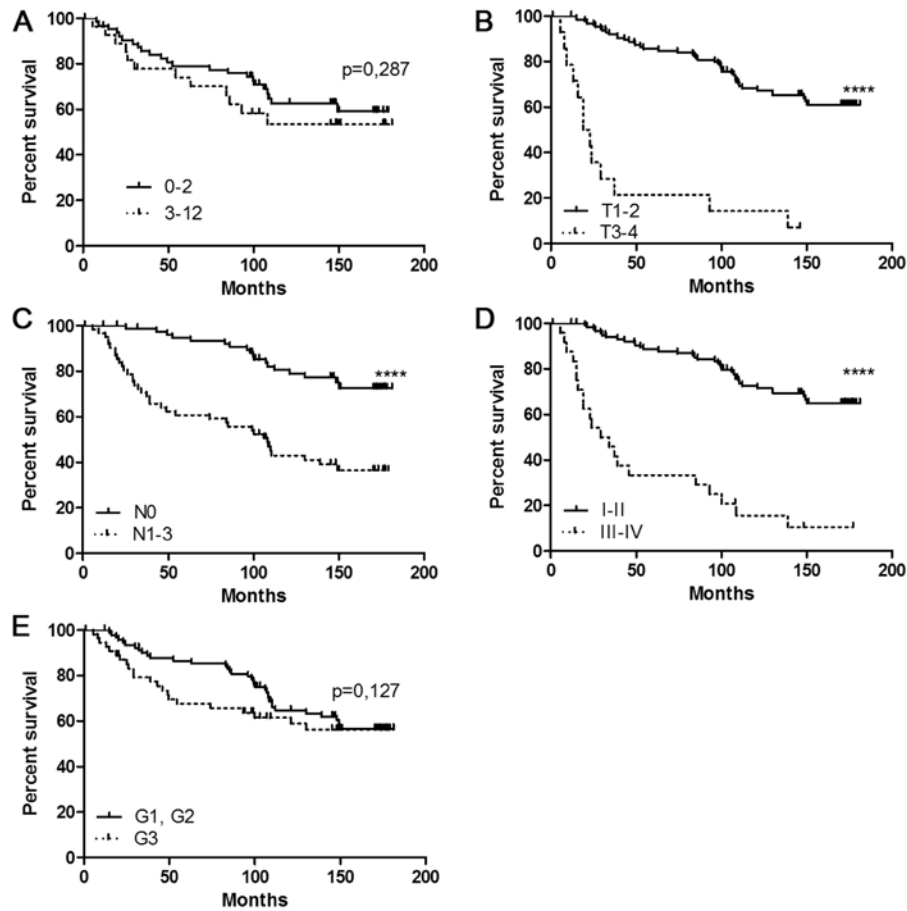 A
Percent survival
100
80
60
40
20
0
p=0,287
0-2
3-12
0 50 100 150 200
Months
B
Percent survival
100
80
60
40
20
0
****
T1-2
T3-4
0 50 100 150 200
Months
C
Percent survival
100
80
60
40
20
0
****
N0
N1-3
0 50 100 150 200
Months
D
Percent survival
100
80
60
40
20
0
****
I-II
III-IV
0 50 100 150 200
Months
E
Percent survival
100
80
60
40
20
0
p=0,127
G1, G2
G3
0 50 100 150 200
Months